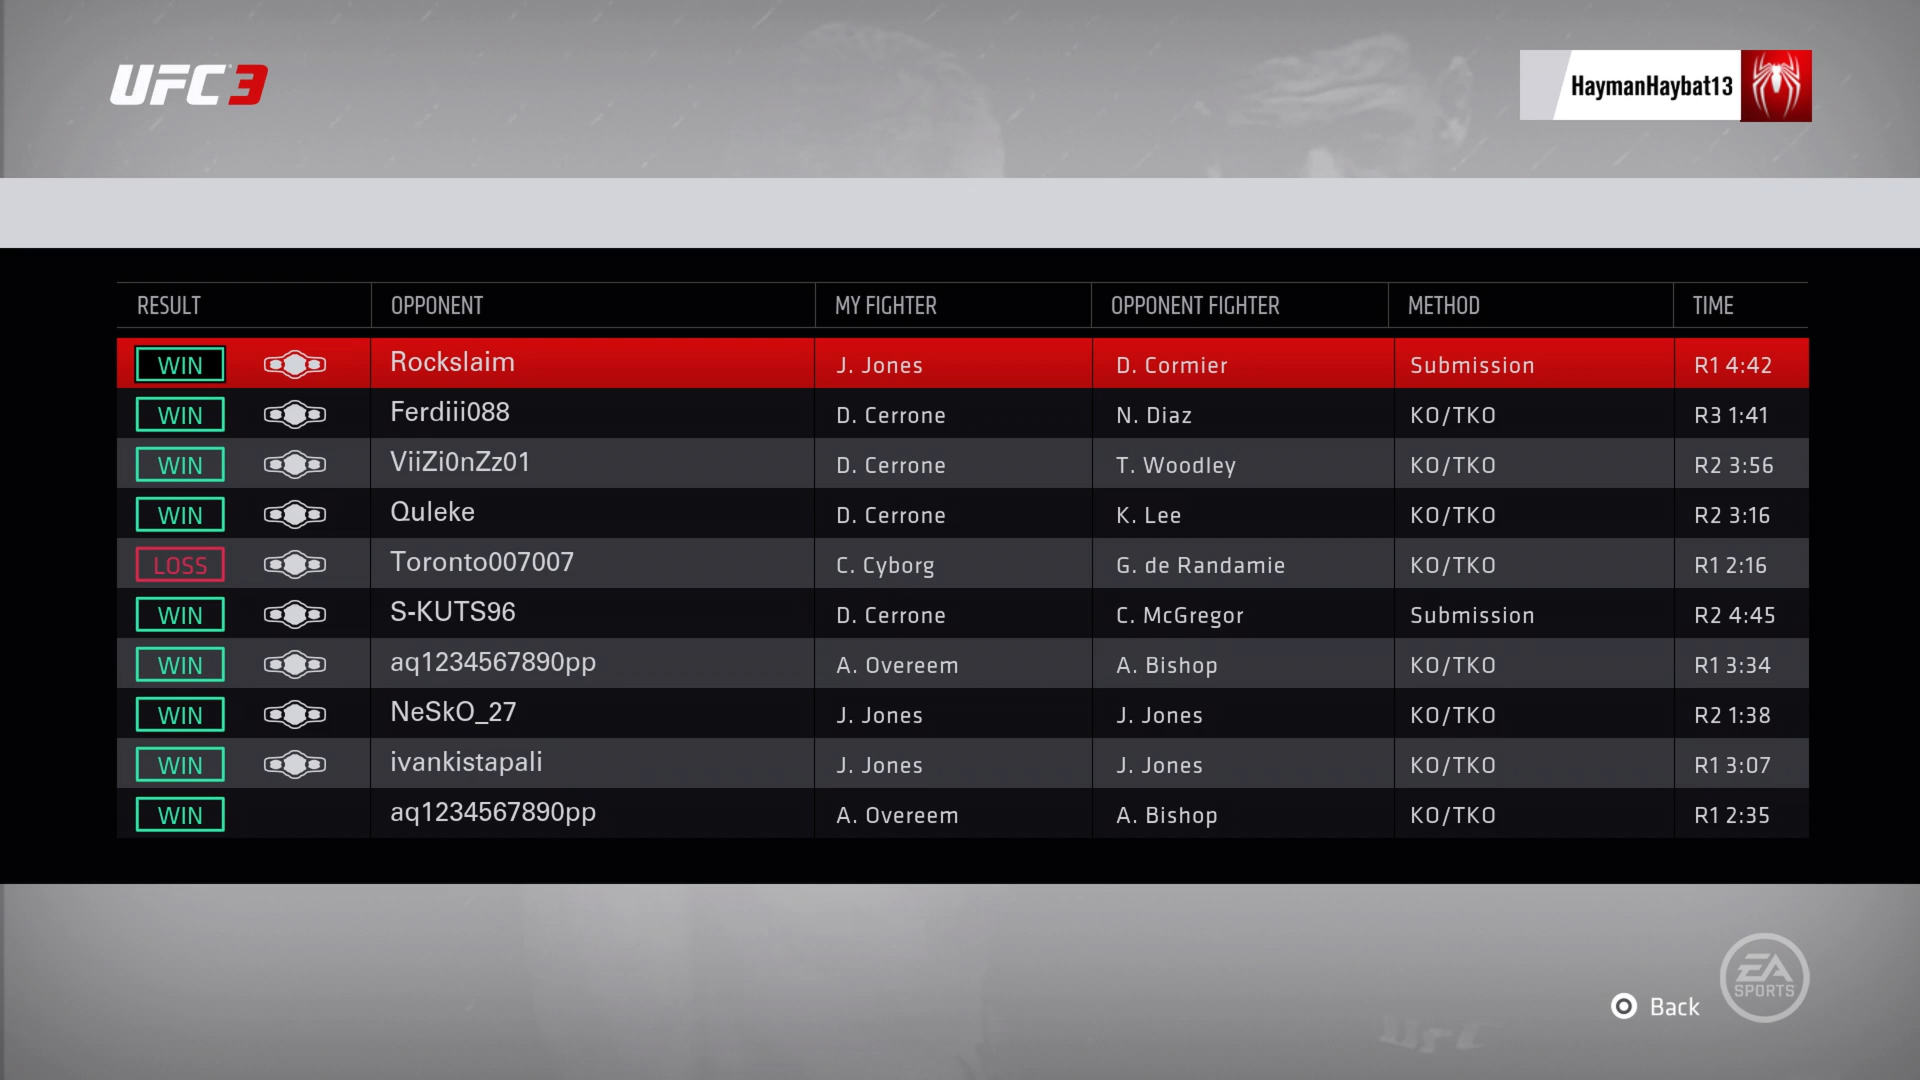 UFC 3
HaymanHaybat13
RESULT OPPONENT MY FIGHTER OPPONENT FIGHTER METHOD TIME
WIN Rockslaim J. Jones D. Cormier Submission R1 4:42
WIN Ferdiii088 D. Cerrone N. Diaz KO/TKO R3 1:41
WIN ViiZi0nZz01 D. Cerrone T. Woodley KO/TKO R2 3:56
WIN Quleke D. Cerrone K. Lee KO/TKO R2 3:16
LOSS Toronto007007 C. Cyborg G. de Randamie KO/TKO R1 2:16
WIN S-KUTS96 D. Cerrone C. McGregor Submission R2 4:45
WIN aq1234567890pp A. Overeem A. Bishop KO/TKO R1 3:34
WIN NeSkO_27 J. Jones J. Jones KO/TKO R2 1:38
WIN ivankistapali J. Jones J. Jones KO/TKO R1 3:07
WIN aq1234567890pp A. Overeem A. Bishop KO/TKO R1 2:35
EA
SPORTS
Back
UFC